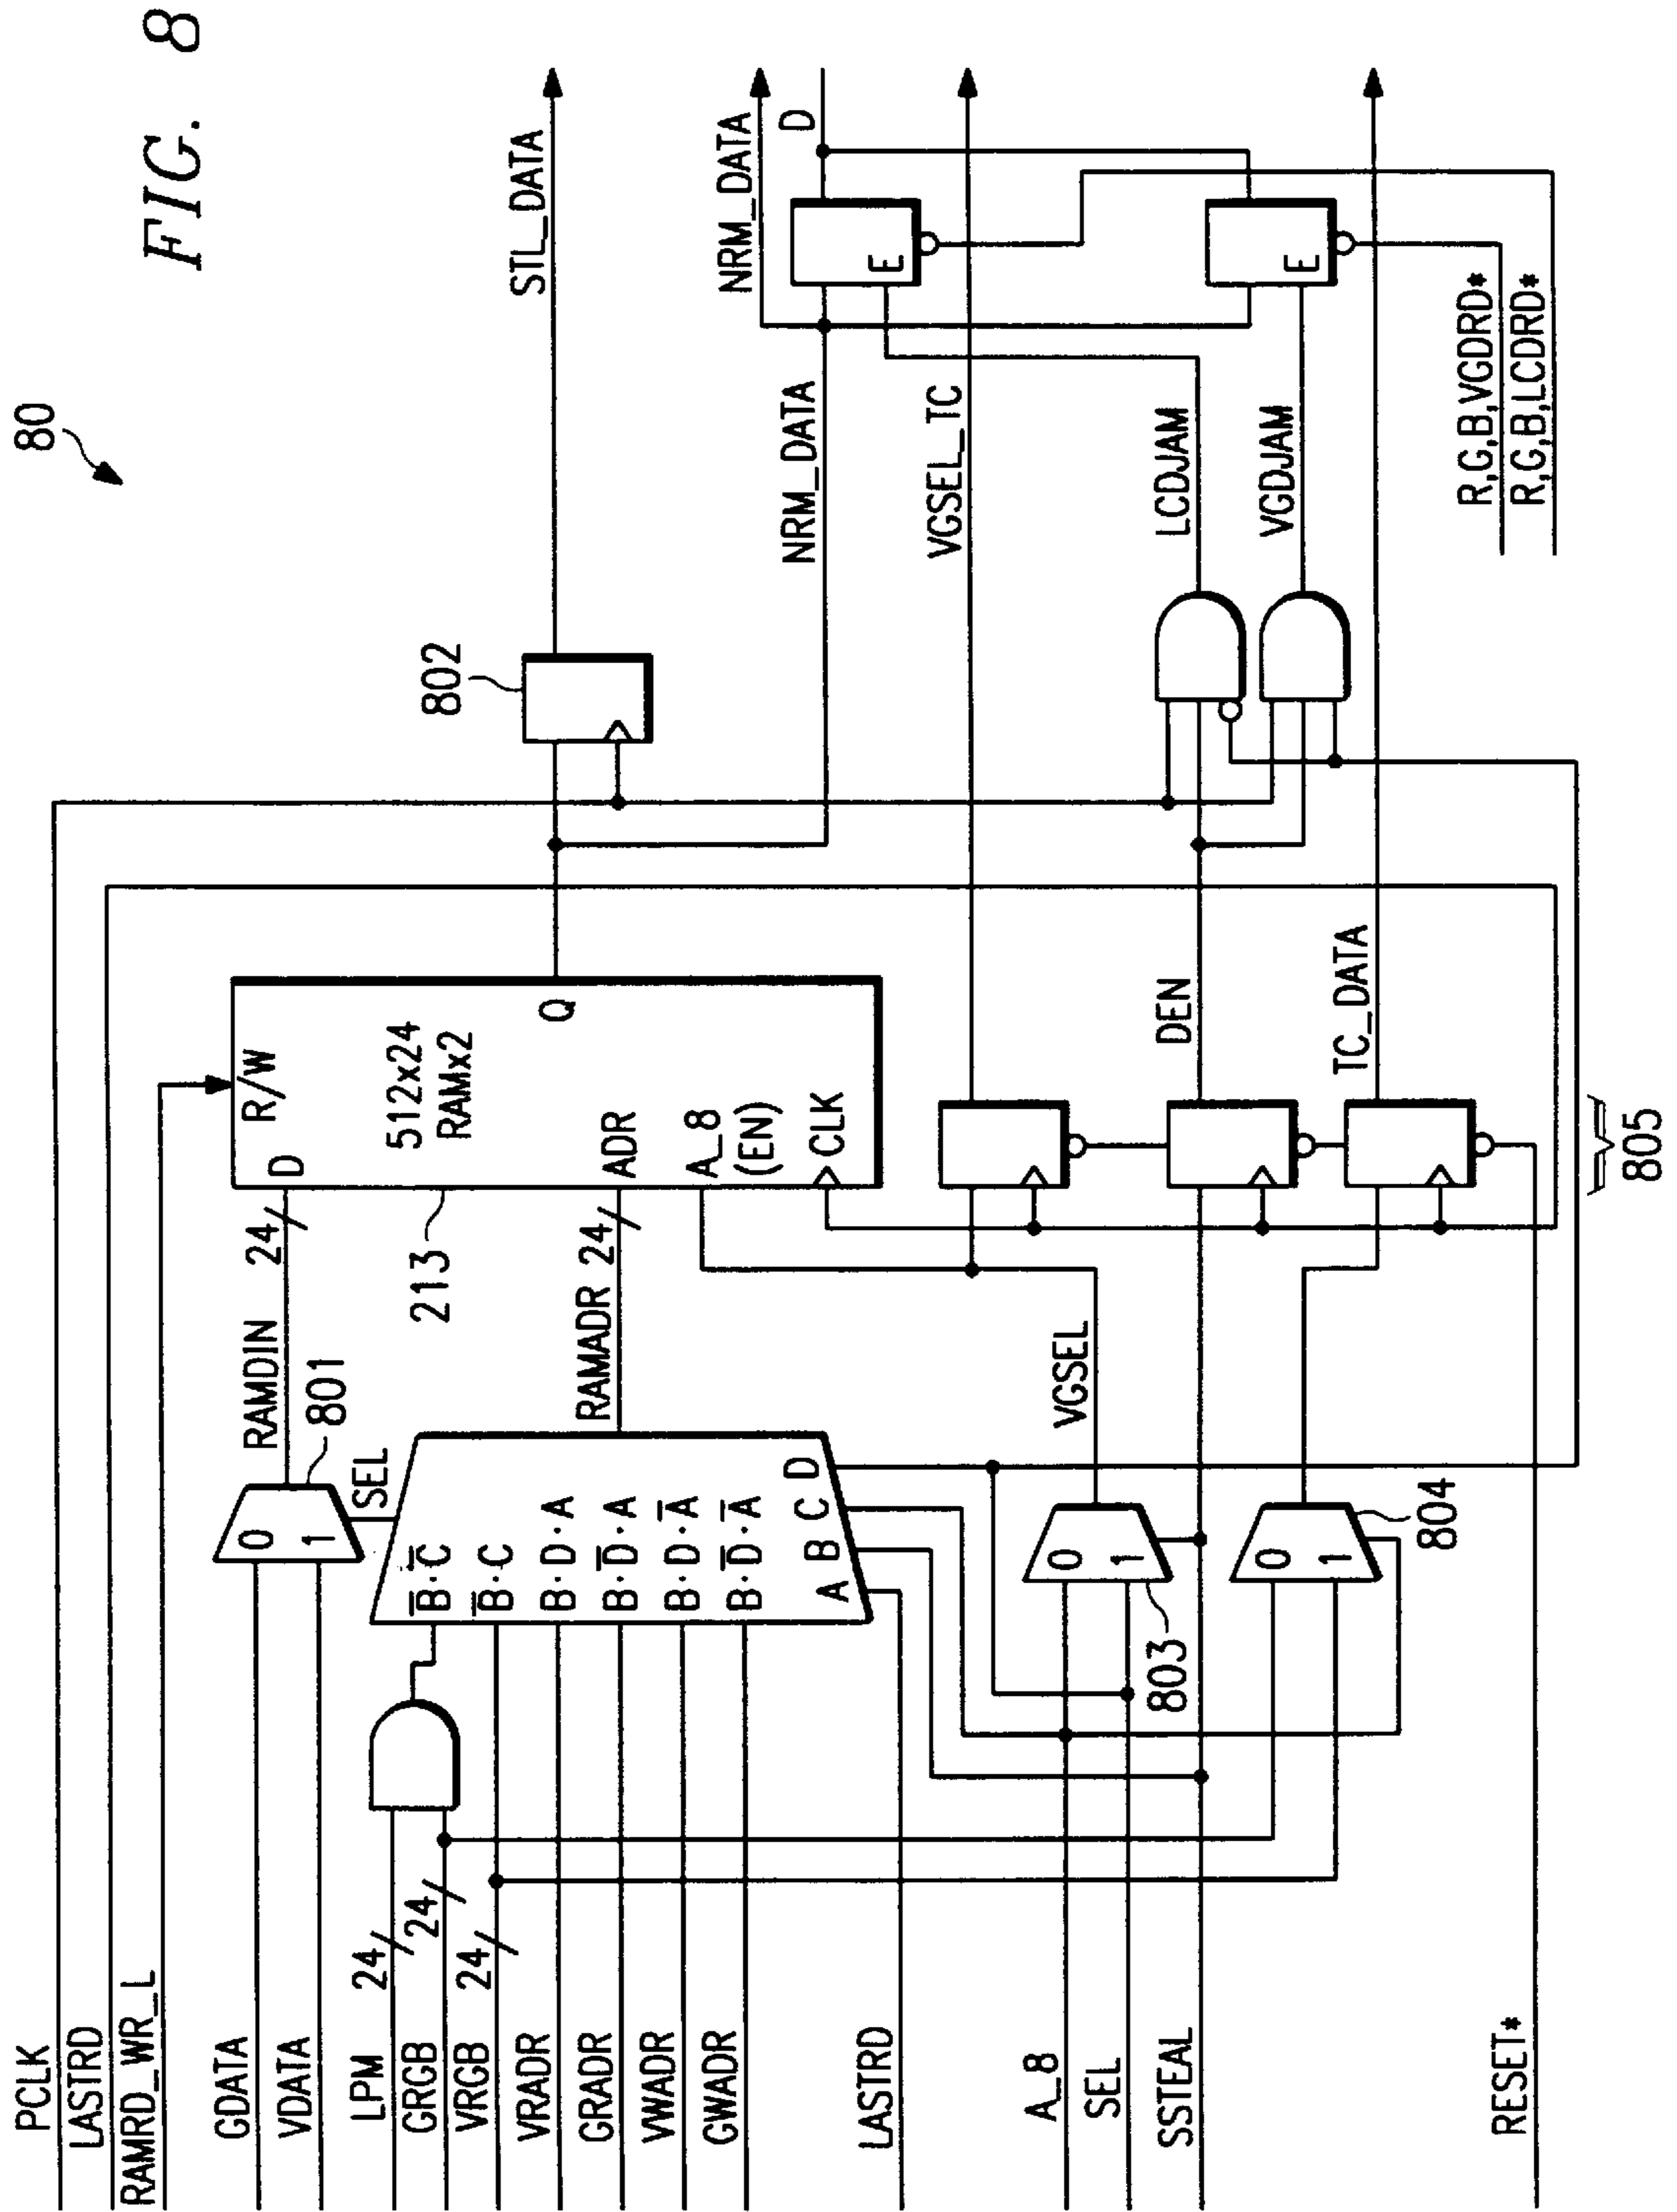 FIG. 8
80
PCLK
LASTRD
RAMRD_WR_L
GDATA
VDATA
0
1
801
SEL
RAMDIN
24
D
R/W
512x24
RAMx2
Q
ADR
A_8
(EN)
CLK
213
RAMADR
24
802
STL_DATA
NRM_DATA
NRM_DATA
D
E
E
LPM
24
GRGB
24
VRGB
24
VRADR
GRADR
VWADR
GWADR
B̅·C̅
B̅·C
B·D·A
B·D̅·A
B·D·A̅
B·D̅·A̅
A
B
C
D
LASTRD
A_8
SEL
SSTEAL
0
1
803
VGSEL
VGSEL_TC
0
1
804
DEN
LCDJAM
VGDJAM
TC_DATA
805
R,G,B,VGDRD*
R,G,B,LCDRD*
RESET*